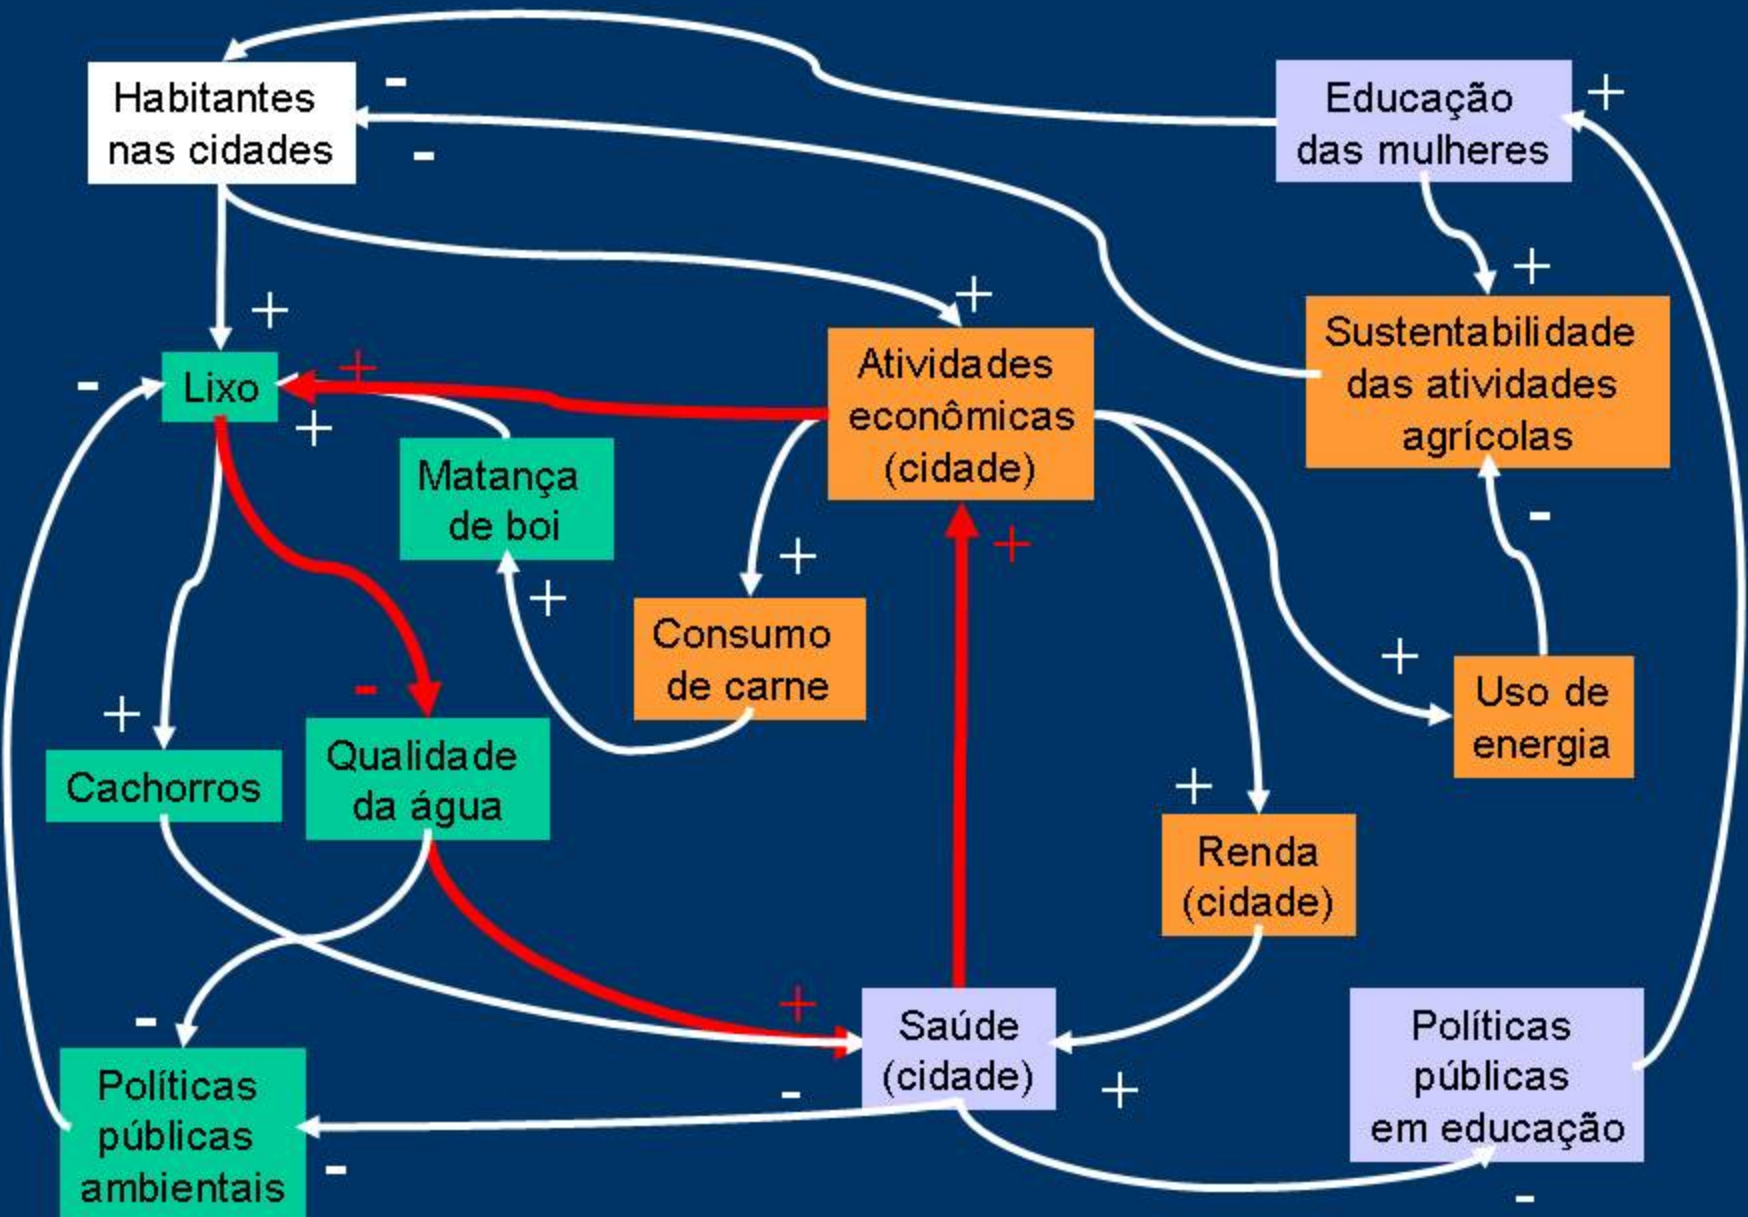 Habitantes
nas cidades
-
-
Educação
das mulheres
+
+
+
+
Sustentabilidade
das atividades
agrícolas
-
Lixo
+
+
-
Atividades
econômicas
(cidade)
+
Matança
de boi
+
+
Consumo
de carne
+
Uso de
energia
+
Cachorros
-
Qualidade
da água
+
Renda
(cidade)
+
-
Saúde
(cidade)
-
+
Políticas
públicas
ambientais
-
Políticas
públicas
em educação
-